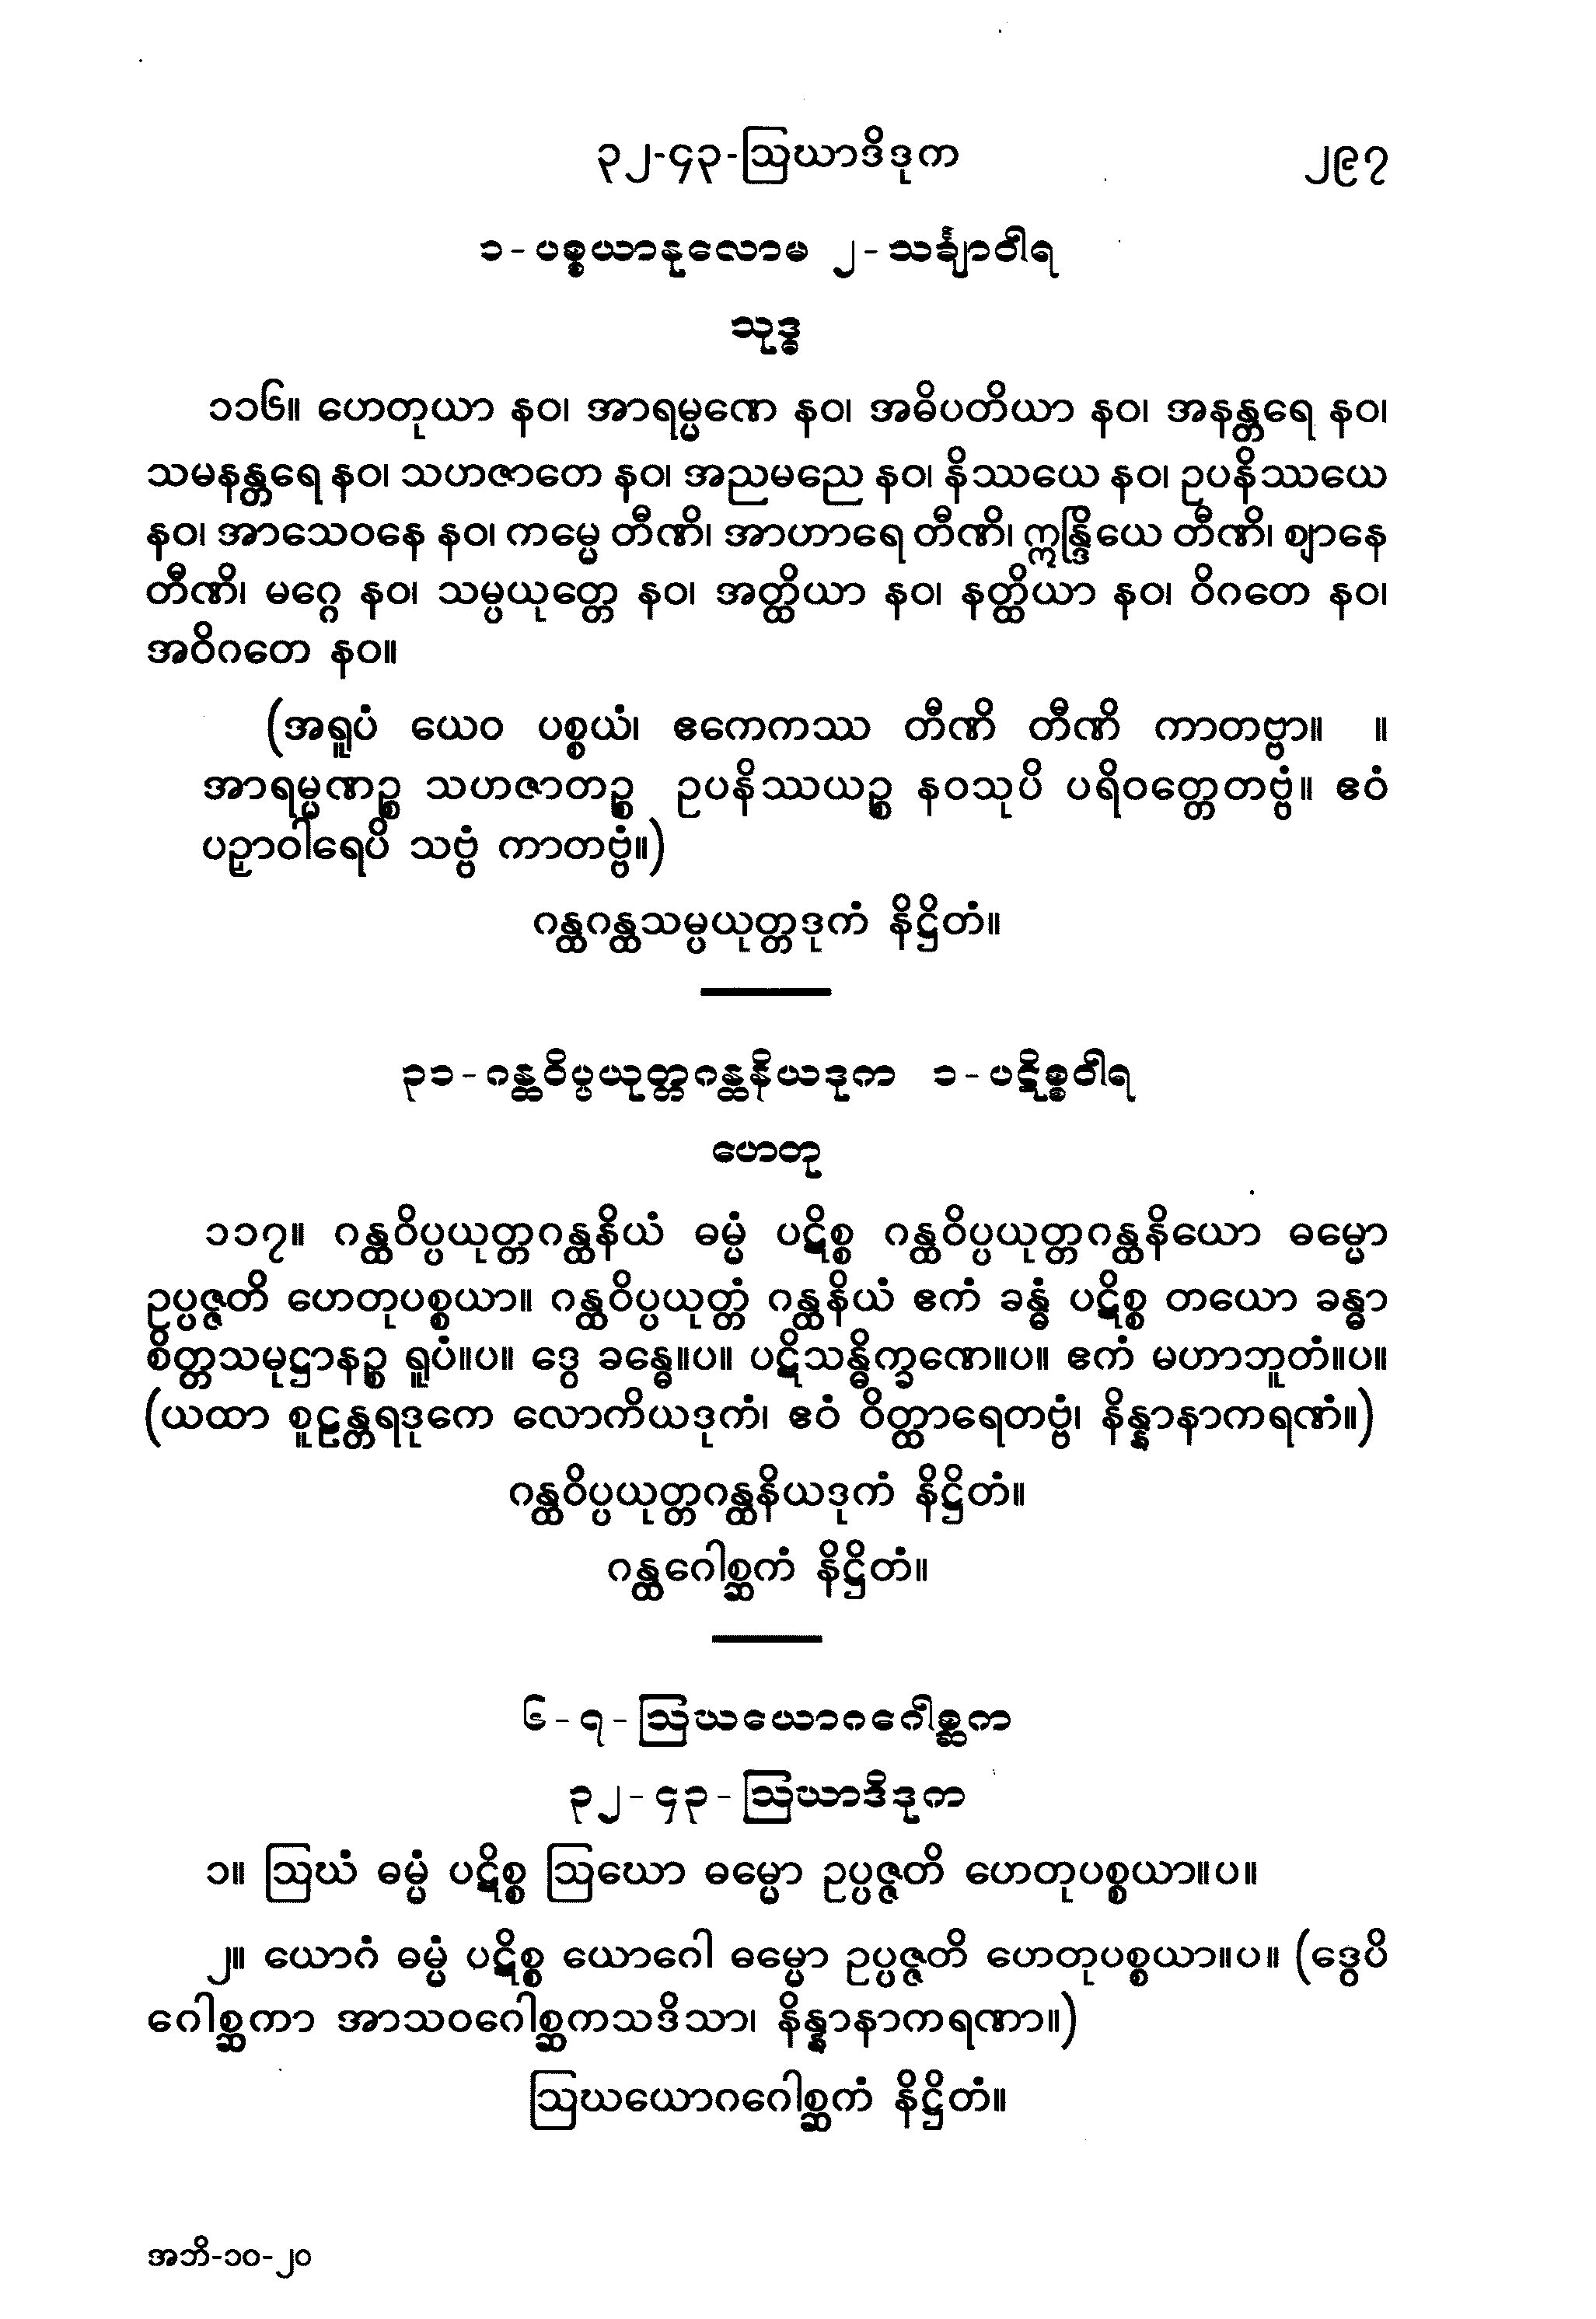 ၃၂-၄၃-ဩဃာဒိဒုက ၂၉၇
၁-ပစ္စယာနုလောမ ၂-သင်္ချာဝါရ
သုဒ္ဓ
၁၁၆။ ဟေတုယာ နဝ၊ အာရမ္မဏေ နဝ၊ အဓိပတိယာ နဝ၊ အနန္တရေ နဝ၊
သမနန္တရေ နဝ၊ သဟဇာတေ နဝ၊ အညမညေ နဝ၊ နိဿယေ နဝ၊ ဥပနိဿယေ
နဝ၊ အာသေဝနေ နဝ၊ ကမ္မေ တီဏိ၊ အာဟာရေ တီဏိ၊ ဣန္ဒြိယေ တီဏိ၊ ဈာနေ
တီဏိ၊ မဂ္ဂေ နဝ၊ သမ္ပယုတ္တေ နဝ၊ အတ္ထိယာ နဝ၊ နတ္ထိယာ နဝ၊ ဝိဂတေ နဝ၊
အဝိဂတေ နဝ။
(အရူပံ ယေဝ ပစ္စယံ၊ ဧကေကဿ တီဏိ တီဏိ ကာတဗ္ဗာ။ ။
အာရမ္မဏဉ္စ သဟဇာတဉ္စ ဥပနိဿယဉ္စ နဝသုပိ ပရိဝတ္တေတဗ္ဗံ။ ဧဝံ
ပဉှာဝါရေပိ သဗ္ဗံ ကာတဗ္ဗံ။)
ဂန္ထဂန္ထသမ္ပယုတ္တဒုကံ နိဋ္ဌိတံ။
၃၁-ဂန္ထဝိပ္ပယုတ္တဂန္ထနိယဒုက ၁-ပဋိစ္စဝါရ
ဟေတု
၁၁၇။ ဂန္ထဝိပ္ပယုတ္တဂန္ထနိယံ ဓမ္မံ ပဋိစ္စ ဂန္ထဝိပ္ပယုတ္တဂန္ထနိယော ဓမ္မော
ဥပ္ပဇ္ဇတိ ဟေတုပစ္စယာ။ ဂန္ထဝိပ္ပယုတ္တံ ဂန္ထနိယံ ဧကံ ခန္ဓံ ပဋိစ္စ တယော ခန္ဓာ
စိတ္တသမုဋ္ဌာနဉ္စ ရူပံ။ပ။ ဒွေ ခန္ဓေ။ပ။ ပဋိသန္ဓိက္ခဏေ။ပ။ ဧကံ မဟာဘူတံ။ပ။
(ယထာ စူဠန္တရဒုကေ လောကိယဒုကံ၊ ဧဝံ ဝိတ္ထာရေတဗ္ဗံ၊ နိန္နာနာကရဏံ။)
ဂန္ထဝိပ္ပယုတ္တဂန္ထနိယဒုကံ နိဋ္ဌိတံ။
ဂန္ထဂေါစ္ဆကံ နိဋ္ဌိတံ။
၆-၇-ဩဃယောဂဂေါစ္ဆက
၃၂-၄၃-ဩဃာဒိဒုက
၁။ ဩဃံ ဓမ္မံ ပဋိစ္စ ဩဃော ဓမ္မော ဥပ္ပဇ္ဇတိ ဟေတုပစ္စယာ။ပ။
၂။ ယောဂံ ဓမ္မံ ပဋိစ္စ ယောဂေါ ဓမ္မော ဥပ္ပဇ္ဇတိ ဟေတုပစ္စယာ။ပ။ (ဒွေပိ
ဂေါစ္ဆကာ အာသဝဂေါစ္ဆကသဒိသာ၊ နိန္နာနာကရဏာ။)
ဩဃယောဂဂေါစ္ဆကံ နိဋ္ဌိတံ။
အဘိ-၁၀-၂၀